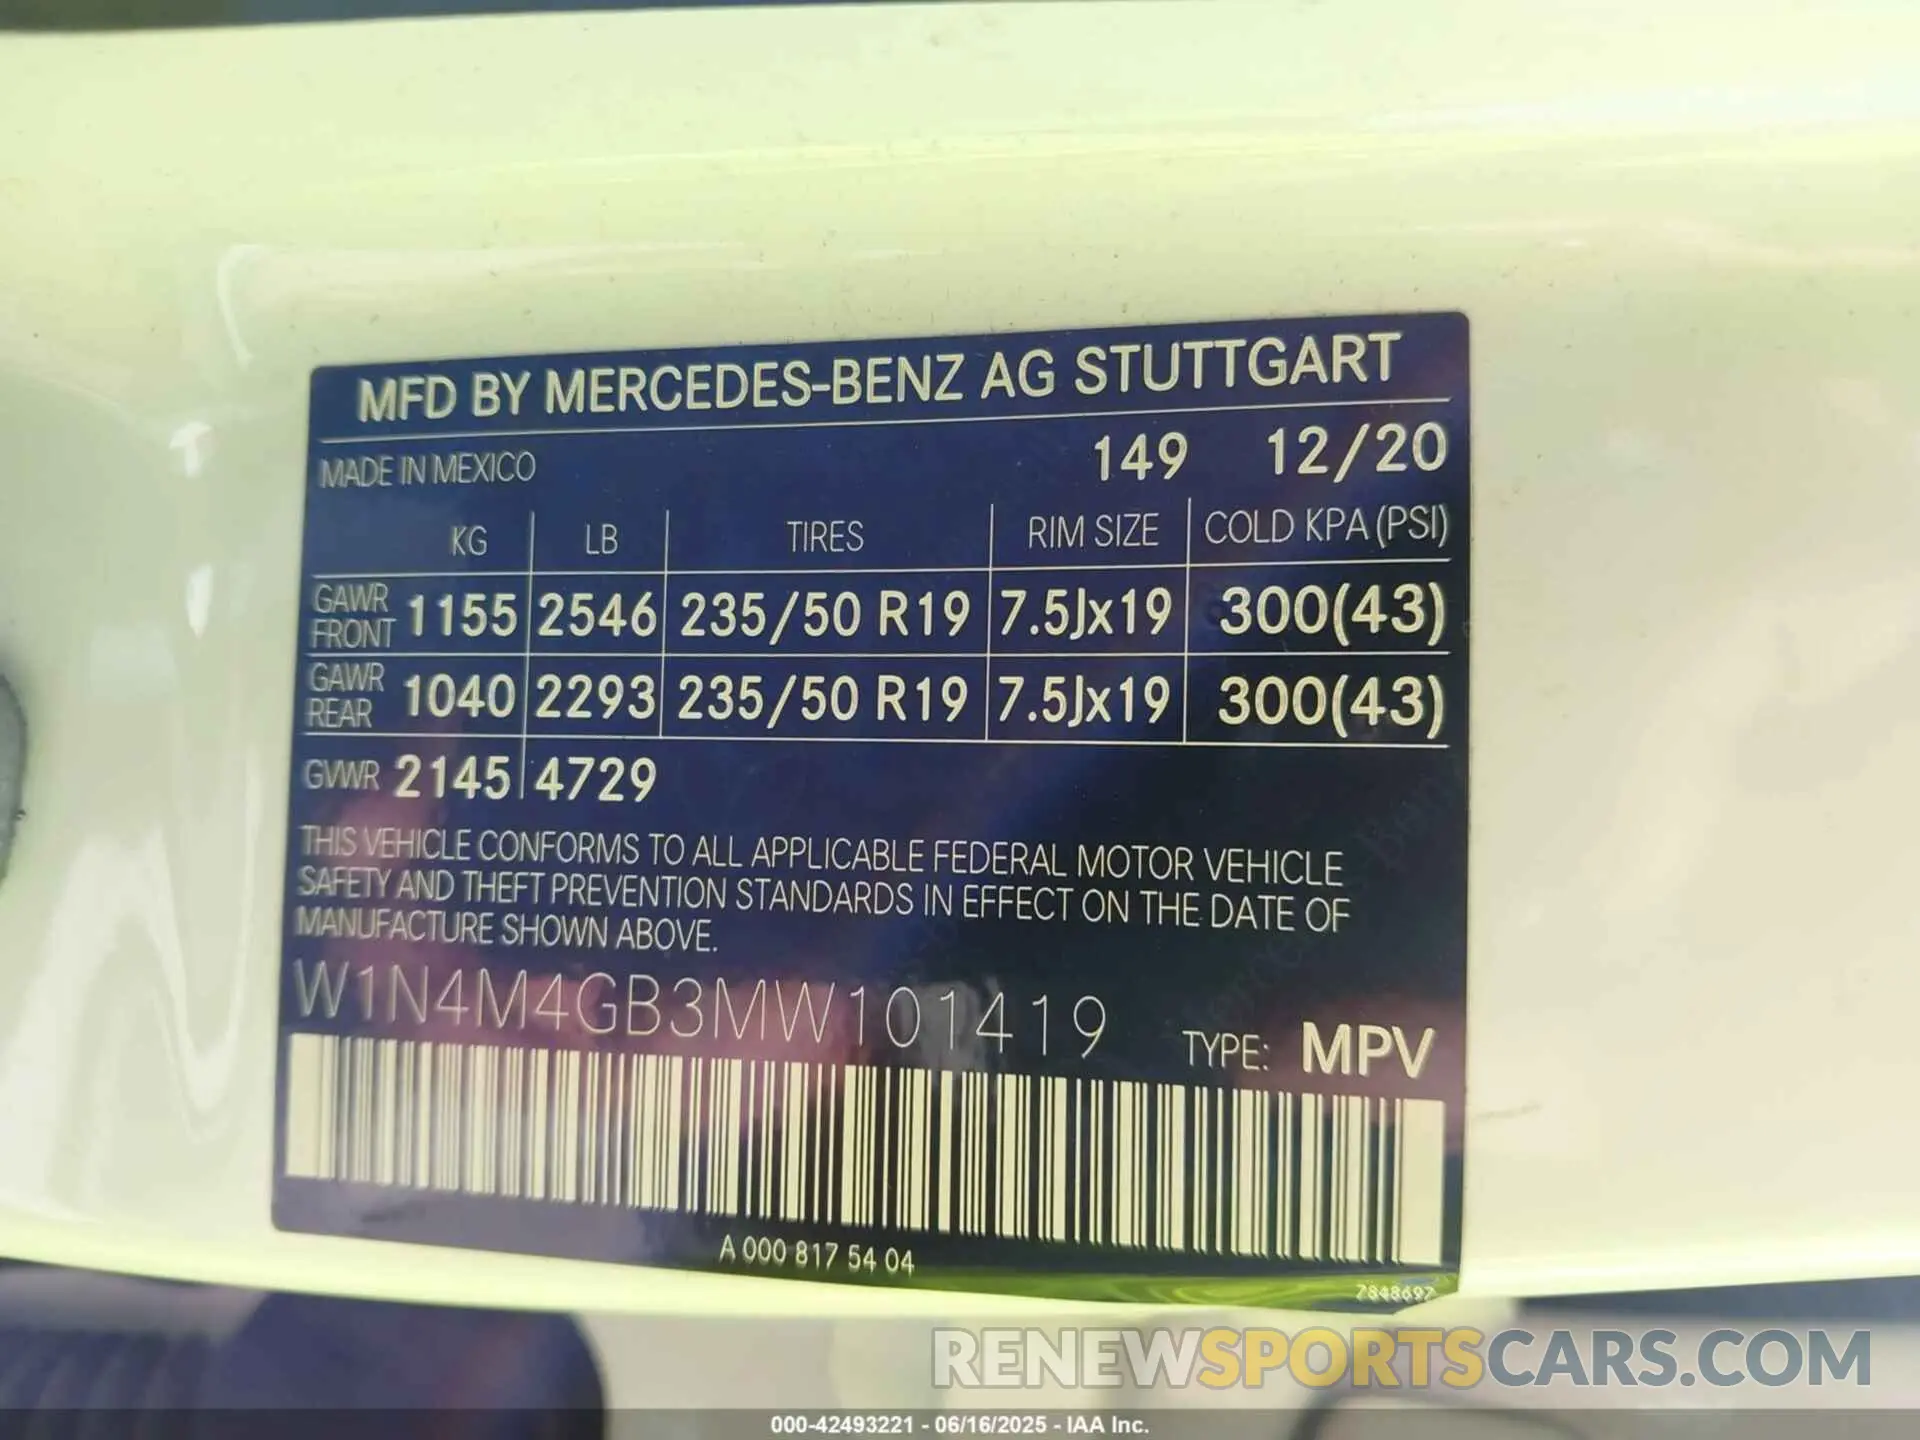 MFD BY MERCEDES-BENZ AG STUTTGART
MADE IN MEXICO 149 12/20
KG LB TIRES RIM SIZE COLD KPA (PSI)
GAWR FRONT 1155 2546 235/50 R19 7.5Jx19 300(43)
GAWR REAR 1040 2293 235/50 R19 7.5Jx19 300(43)
GVWR 2145 4729
THIS VEHICLE CONFORMS TO ALL APPLICABLE FEDERAL MOTOR VEHICLE
SAFETY AND THEFT PREVENTION STANDARDS IN EFFECT ON THE DATE OF
MANUFACTURE SHOWN ABOVE.
W1N4M4GB3MW101419 TYPE: MPV
A 000 817 54 04
7848697
RENEWSPORTSCARS.COM
000-42493221 - 06/16/2025 - IAA Inc.